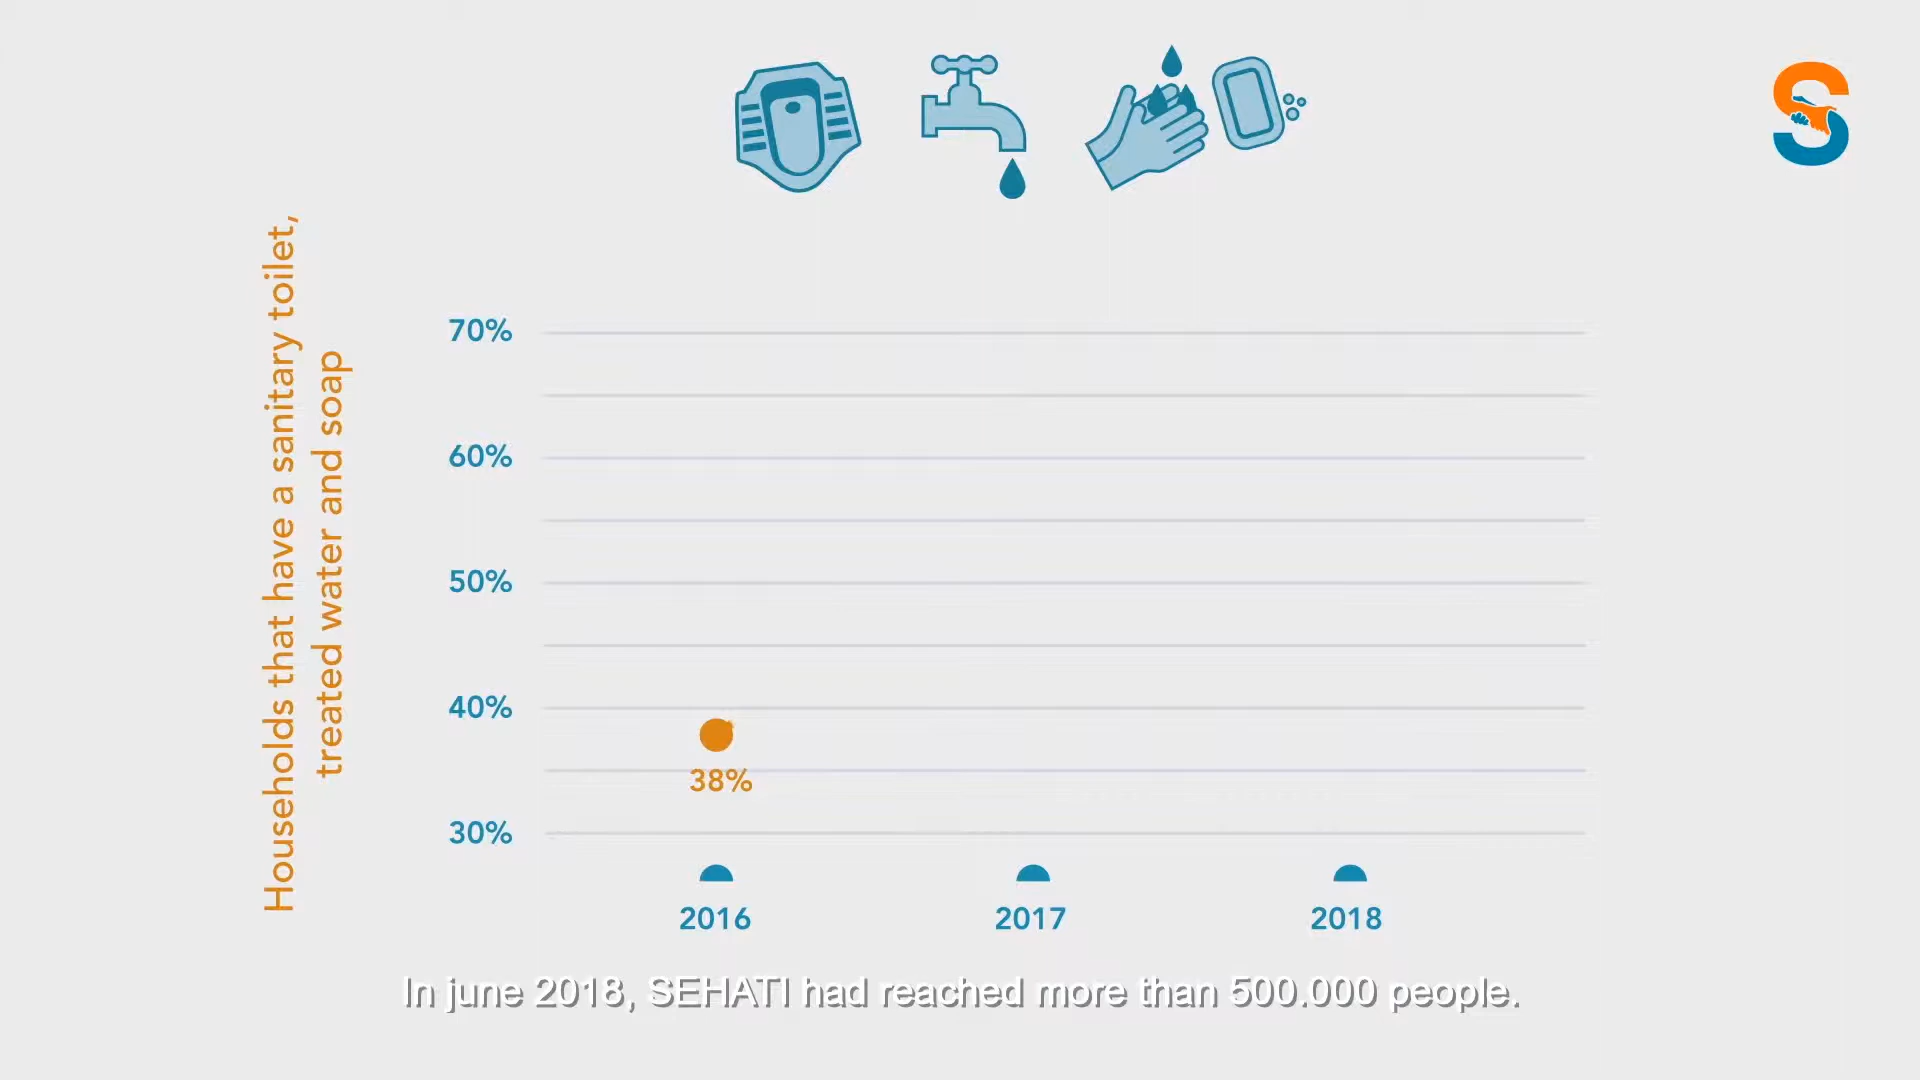 Households that have a sanitary toilet,
treated water and soap
70%
60%
50%
40%
38%
30%
2016
2017
2018
In june 2018, SEHATI had reached more than 500.000 people.
S